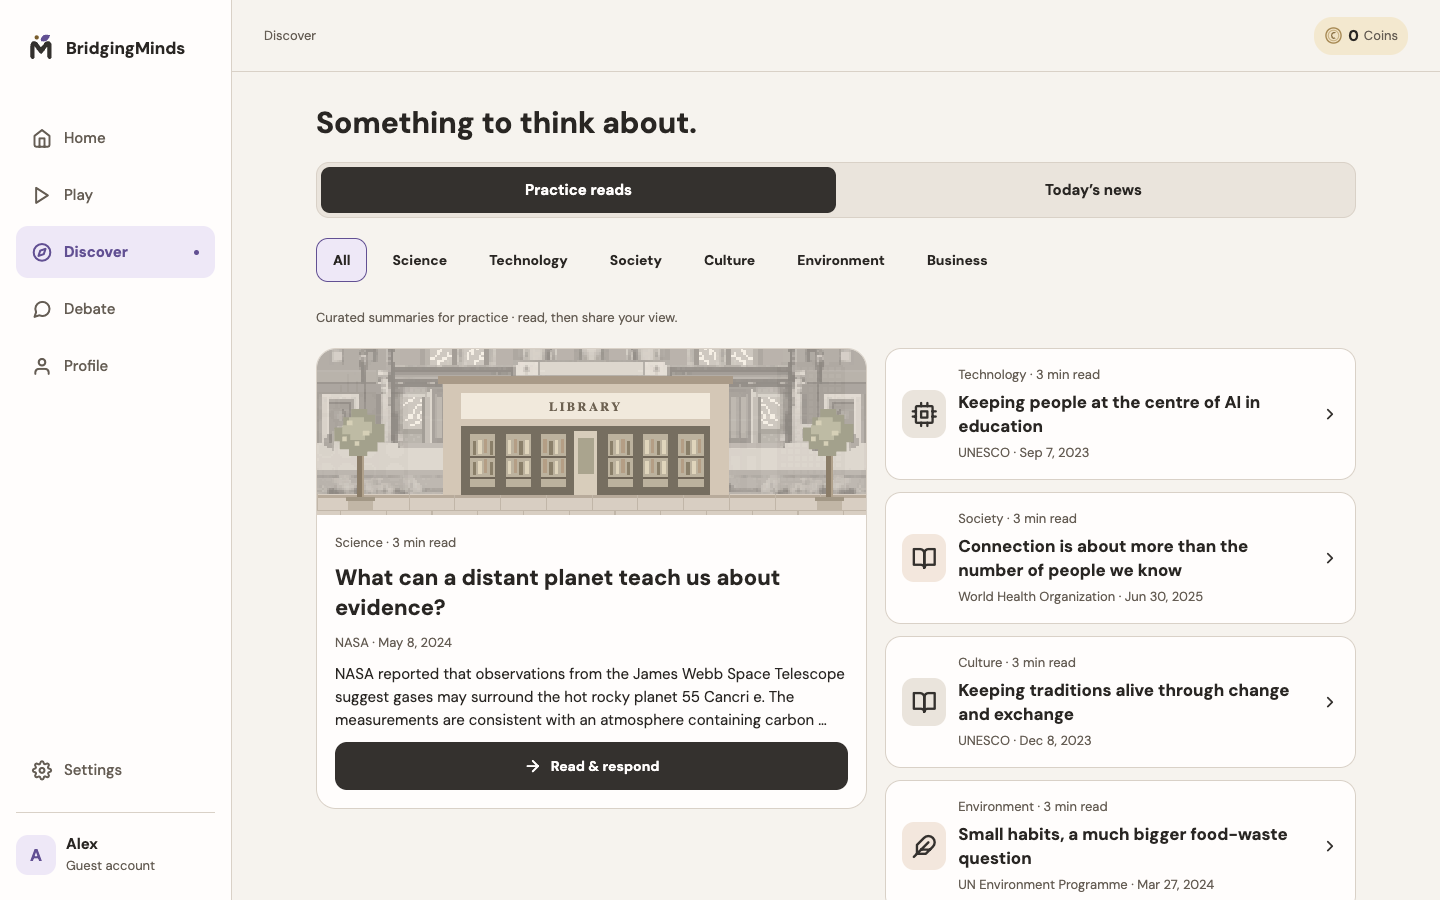 BridgingMinds
Home
Play
Discover
Debate
Profile
Settings
A
Alex
Guest account
Discover
0 Coins
Something to think about.
Practice reads
Today’s news
All
Science
Technology
Society
Culture
Environment
Business
Curated summaries for practice · read, then share your view.
LIBRARY
Science · 3 min read
What can a distant planet teach us about
evidence?
NASA · May 8, 2024
NASA reported that observations from the James Webb Space Telescope
suggest gases may surround the hot rocky planet 55 Cancri e. The
measurements are consistent with an atmosphere containing carbon …
Read & respond
Technology · 3 min read
Keeping people at the centre of AI in
education
UNESCO · Sep 7, 2023
Society · 3 min read
Connection is about more than the
number of people we know
World Health Organization · Jun 30, 2025
Culture · 3 min read
Keeping traditions alive through change
and exchange
UNESCO · Dec 8, 2023
Environment · 3 min read
Small habits, a much bigger food-waste
question
UN Environment Programme · Mar 27, 2024